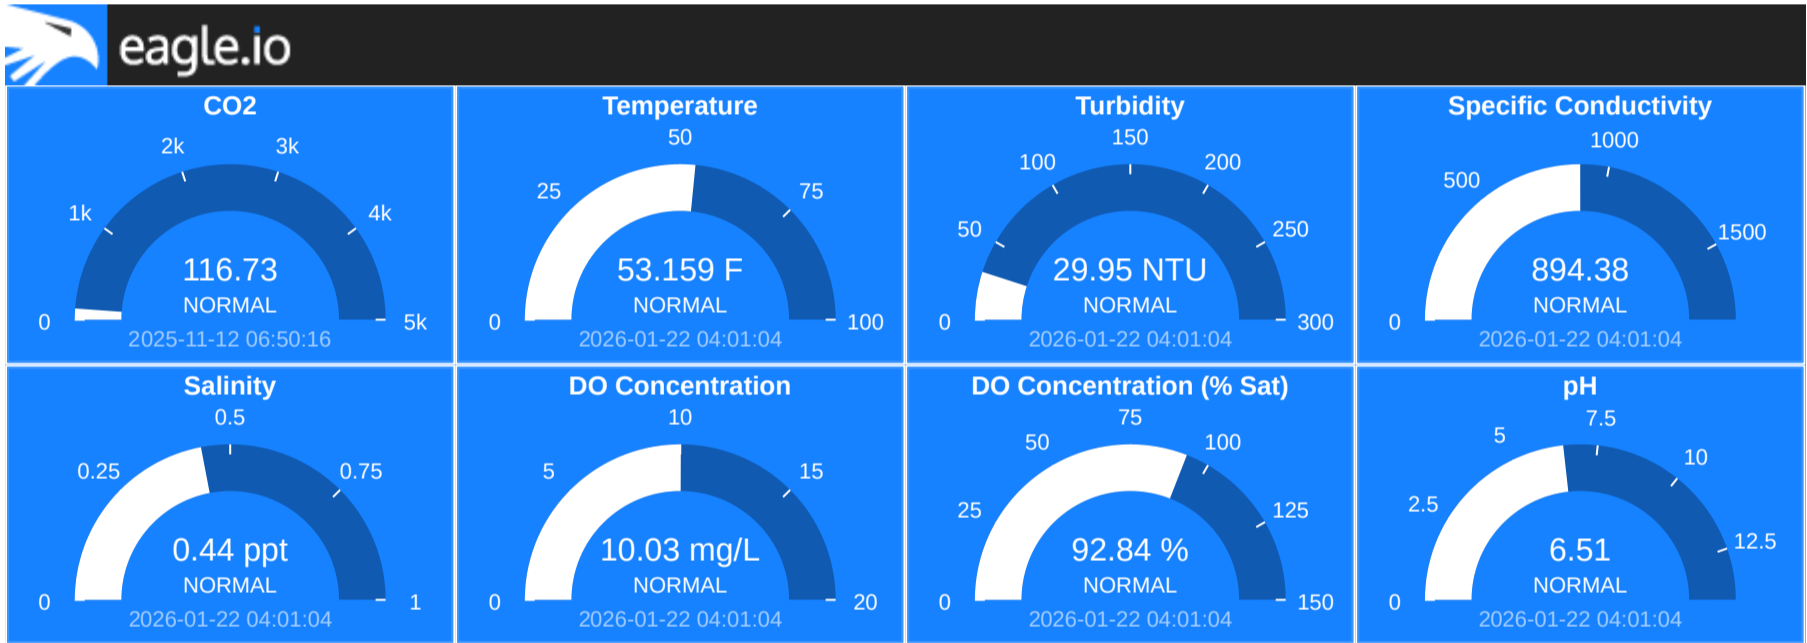 eagle.io
CO2
0
1k
2k
3k
4k
5k
116.73
NORMAL
2025-11-12 06:50:16
Temperature
0
25
50
75
100
53.159 F
NORMAL
2026-01-22 04:01:04
Turbidity
0
50
100
150
200
250
300
29.95 NTU
NORMAL
2026-01-22 04:01:04
Specific Conductivity
0
500
1000
1500
894.38
NORMAL
2026-01-22 04:01:04
Salinity
0
0.25
0.5
0.75
1
0.44 ppt
NORMAL
2026-01-22 04:01:04
DO Concentration
0
5
10
15
20
10.03 mg/L
NORMAL
2026-01-22 04:01:04
DO Concentration (% Sat)
0
25
50
75
100
125
150
92.84 %
NORMAL
2026-01-22 04:01:04
pH
0
2.5
5
7.5
10
12.5
6.51
NORMAL
2026-01-22 04:01:04